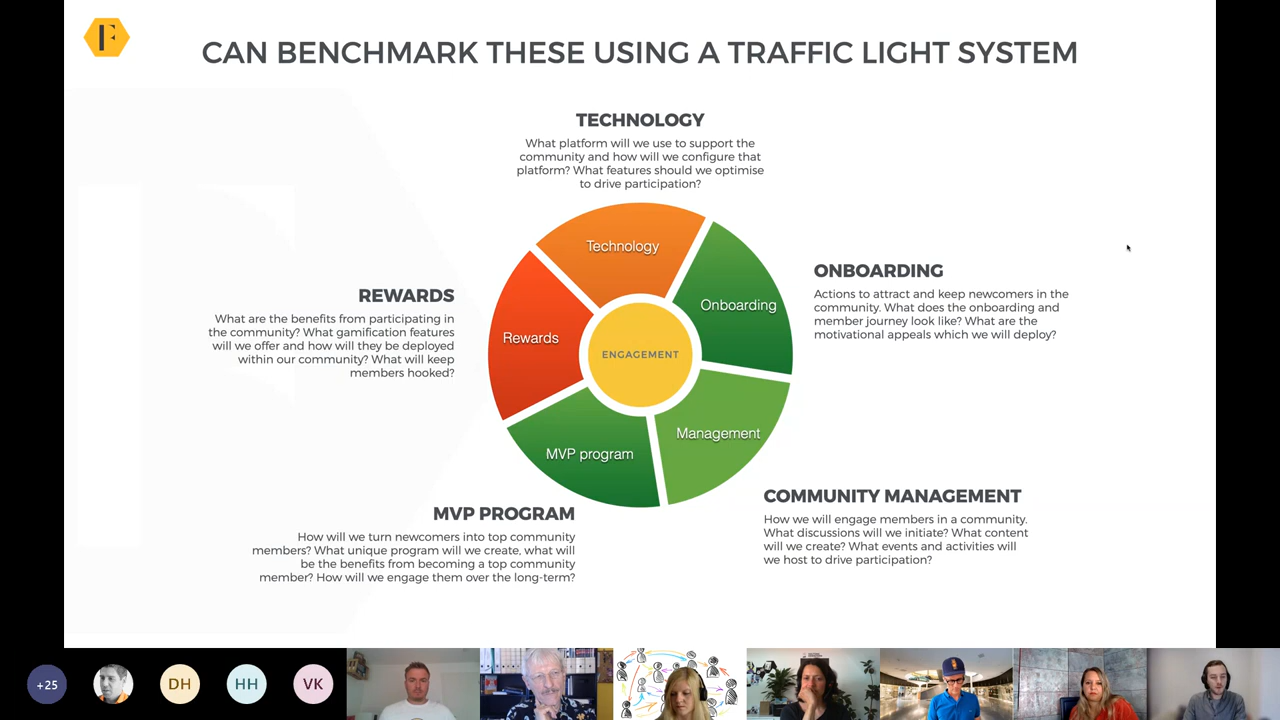 F
CAN BENCHMARK THESE USING A TRAFFIC LIGHT SYSTEM
TECHNOLOGY
What platform will we use to support the
community and how will we configure that
platform? What features should we optimise
to drive participation?
Technology
Onboarding
Management
MVP program
Rewards
ENGAGEMENT
ONBOARDING
Actions to attract and keep newcomers in the
community. What does the onboarding and
member journey look like? What are the
motivational appeals which we will deploy?
REWARDS
What are the benefits from participating in
the community? What gamification features
will we offer and how will they be deployed
within our community? What will keep
members hooked?
COMMUNITY MANAGEMENT
How we will engage members in a community.
What discussions will we initiate? What content
will we create? What events and activities will
we host to drive participation?
MVP PROGRAM
How will we turn newcomers into top community
members? What unique program will we create, what will
be the benefits from becoming a top community
member? How will we engage them over the long-term?
+25
DH
HH
VK